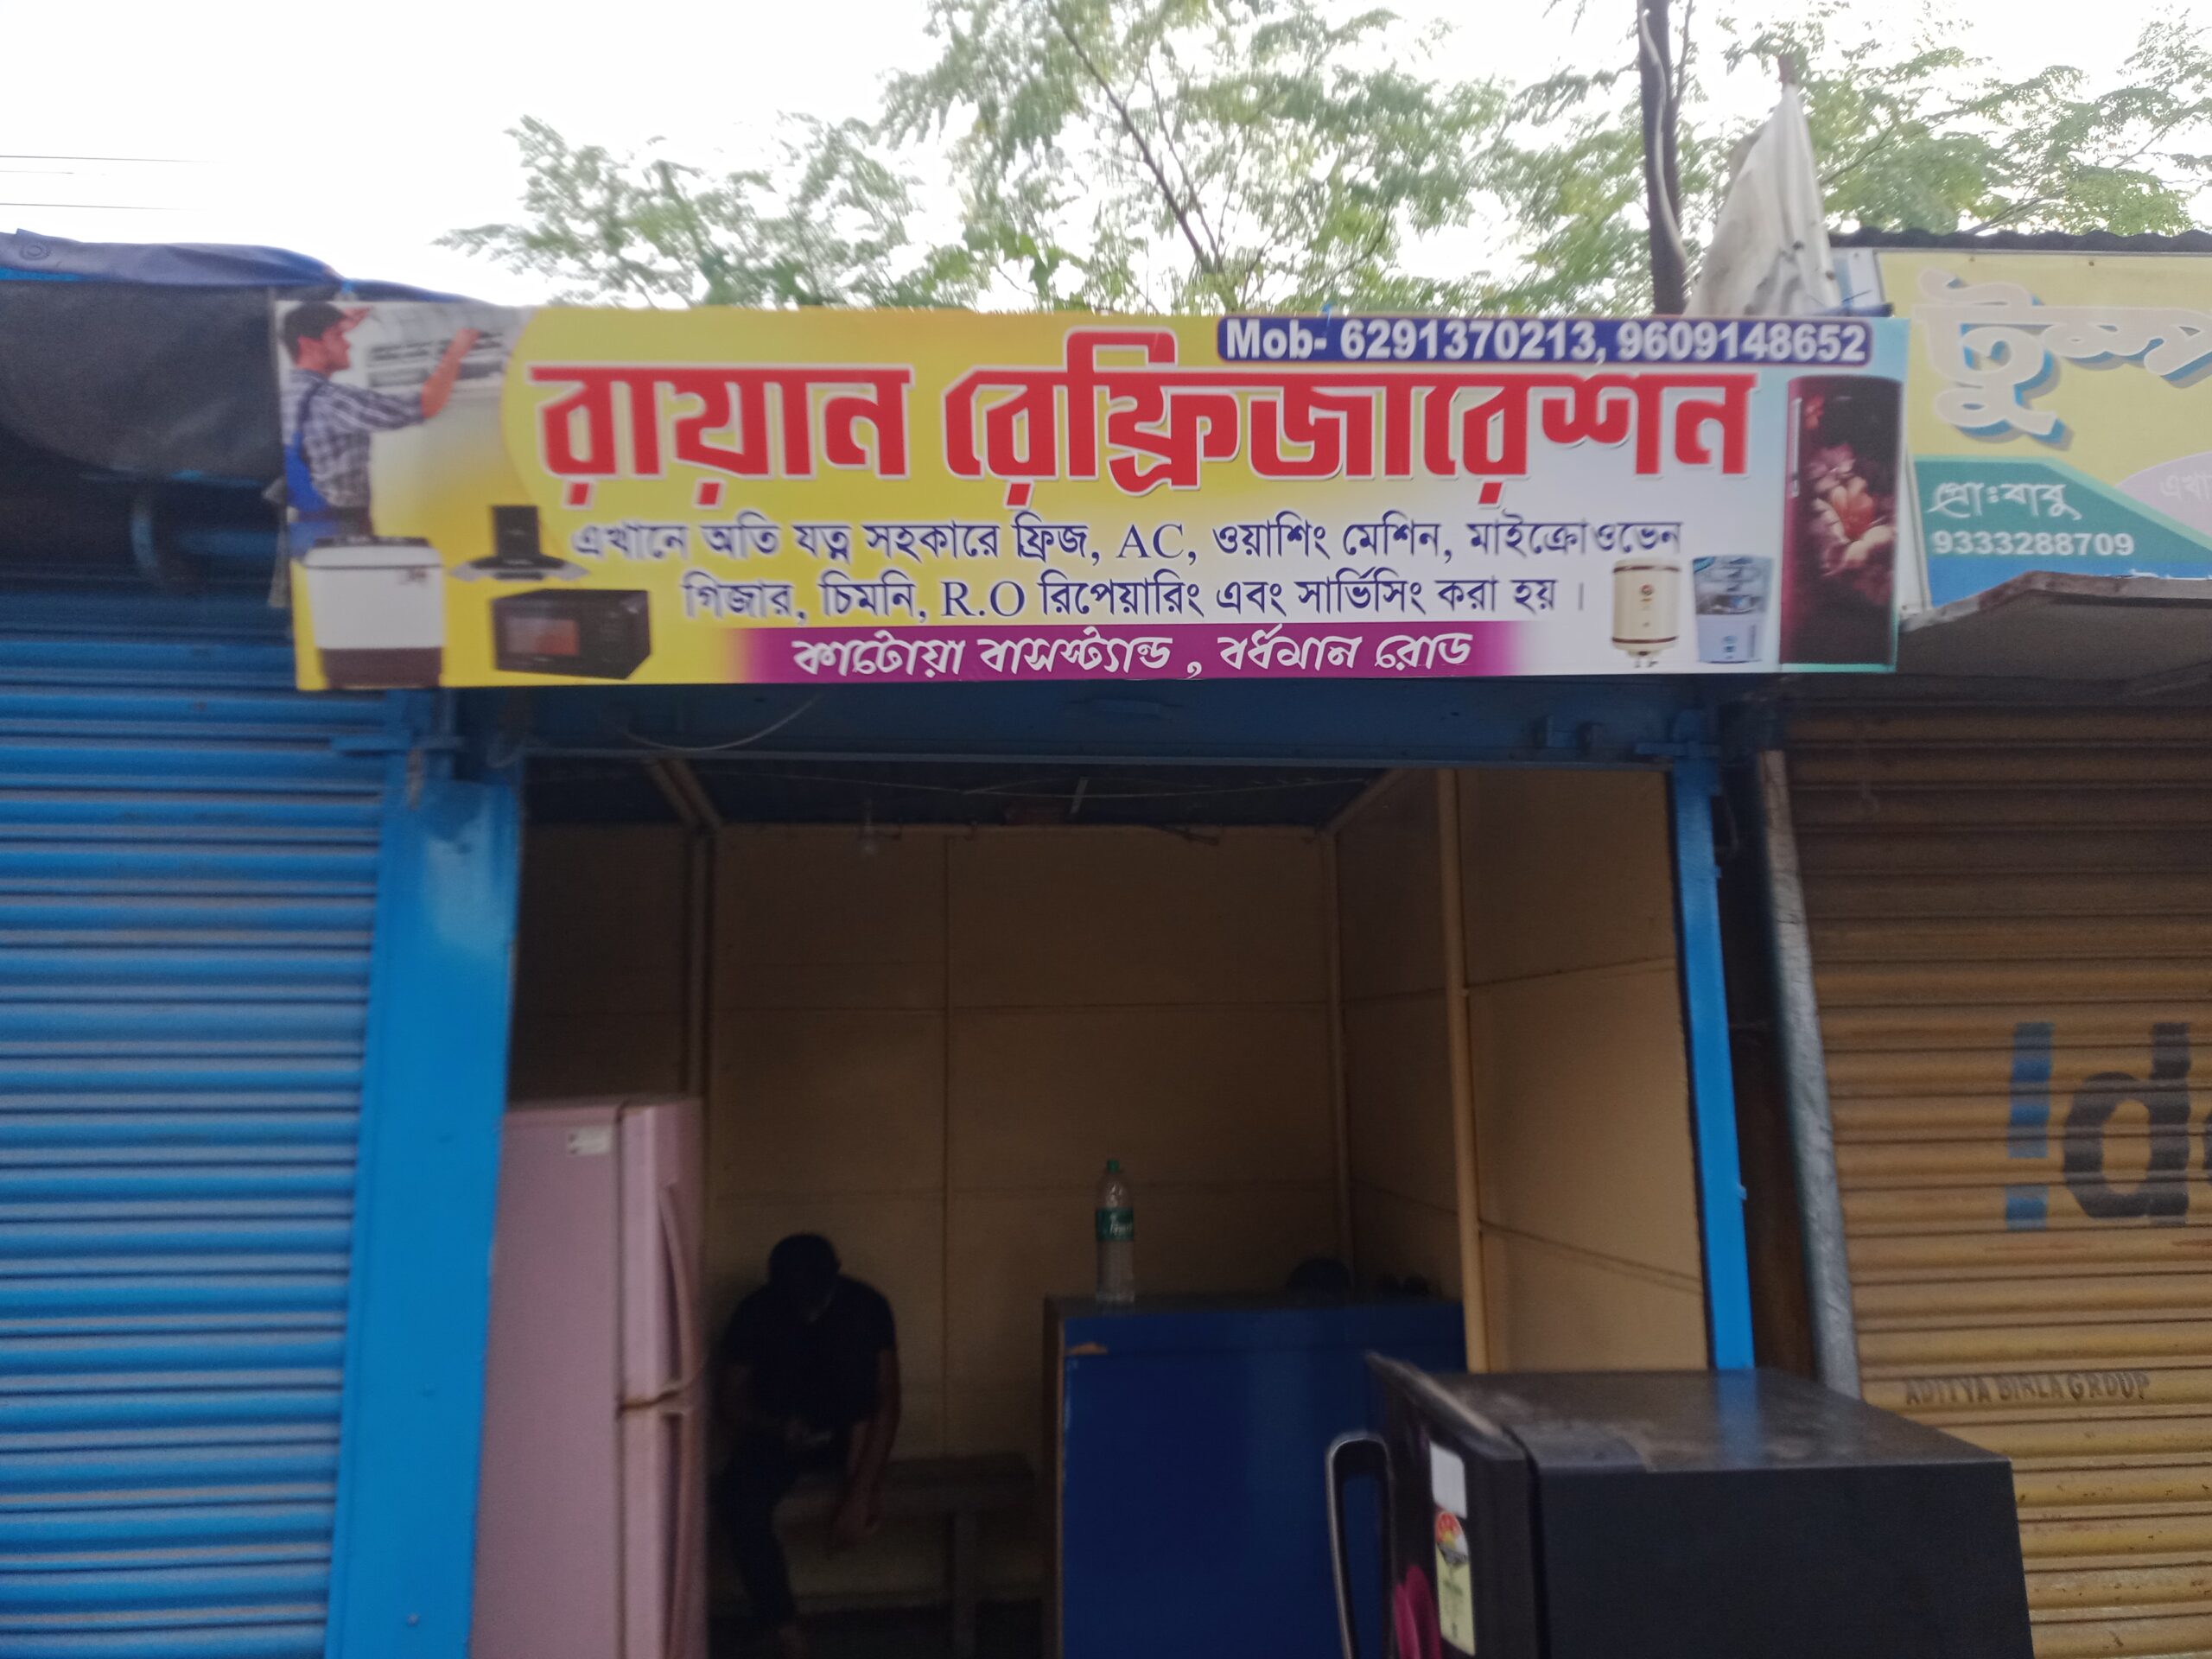 Mob- 6291370213, 9609148652
রায়ান রেফ্রিজারেশন
এখানে অতি যত্ন সহকারে ফ্রিজ, AC, ওয়াশিং মেশিন, মাইক্রোওভেন
গিজার, চিমনি, R.O রিপেয়ারিং এবং সার্ভিসিং করা হয় ।
কাটোয়া বাসস্ট্যান্ড , বর্ধমান রোড
প্রোঃ বাবু
এখা
9333288709
!d
ADITYA BIRLA GROUP